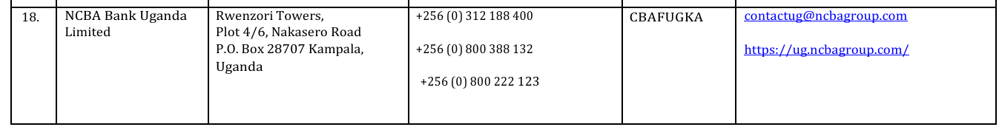 18.
NCBA Bank Uganda
Limited
Rwenzori Towers,
Plot 4/6, Nakasero Road
P.O. Box 28707 Kampala,
Uganda
+256 (0) 312 188 400
+256 (0) 800 388 132
+256 (0) 800 222 123
CBAFUGKA
contactug@ncbagroup.com
https://ug.ncbagroup.com/